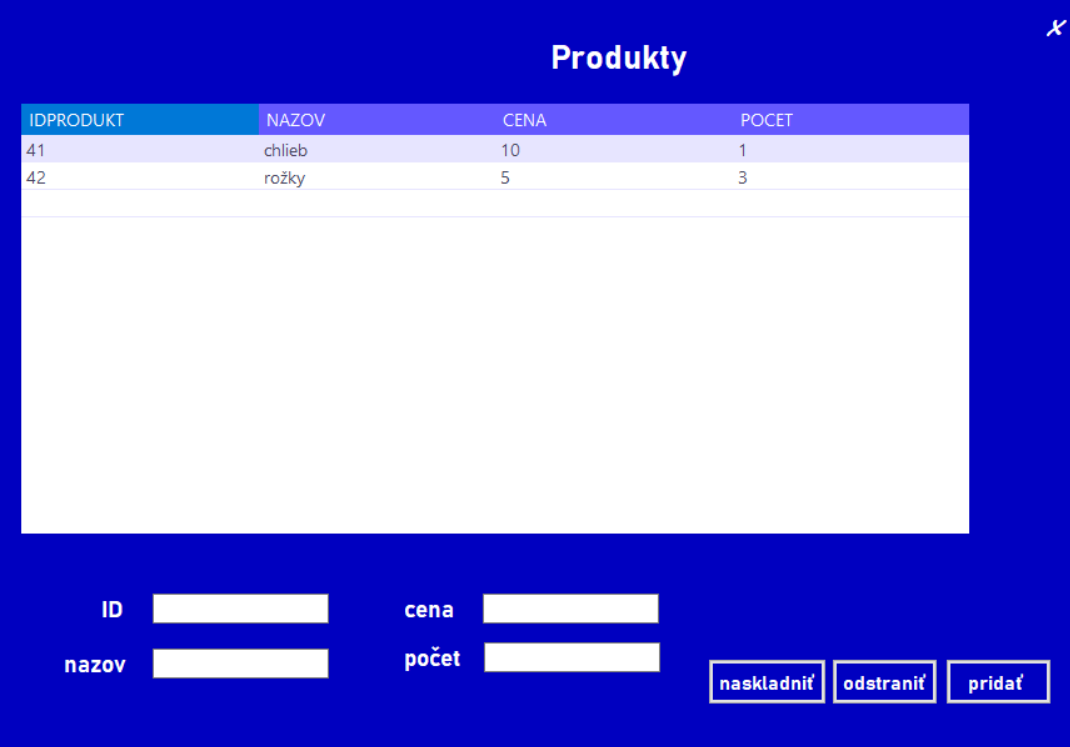 ✗
Produkty
IDPRODUKT NAZOV CENA POCET
41 chlieb 10 1
42 rožky 5 3
ID cena
nazov počet
naskladniť odstraniť pridať